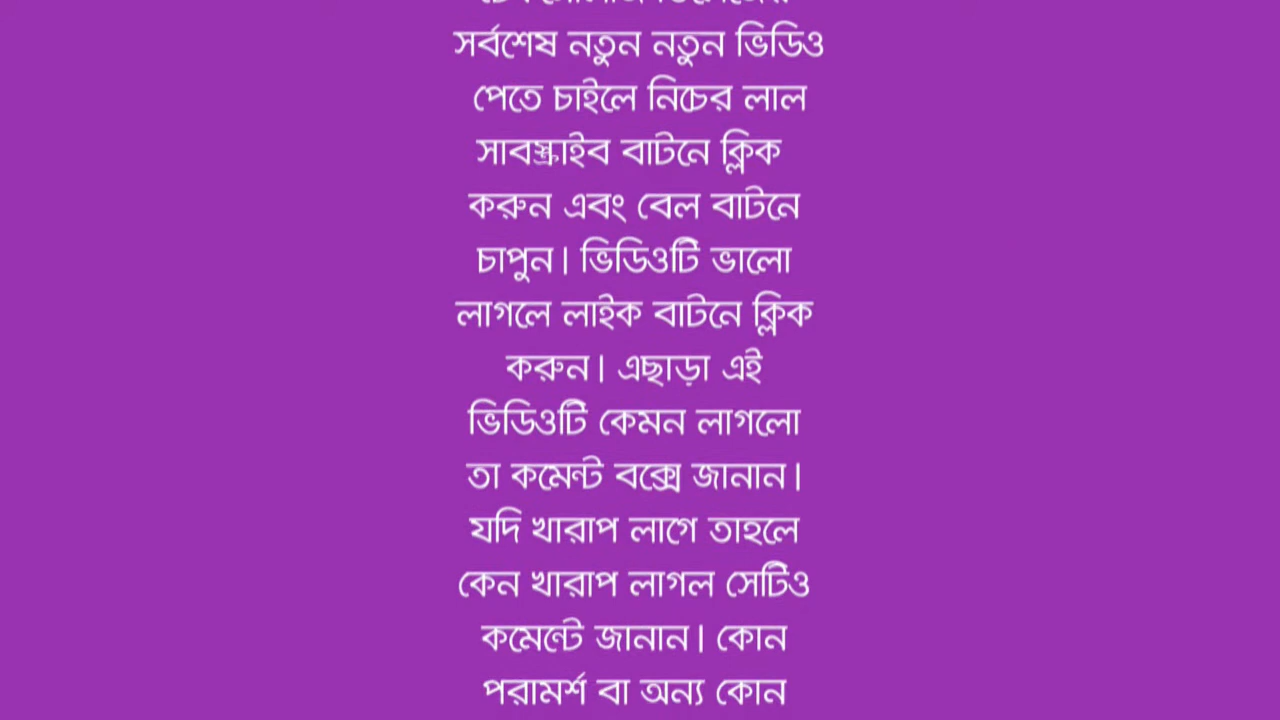 সর্বশেষ নতুন নতুন ভিডিও
পেতে চাইলে নিচের লাল
সাবস্ক্রাইব বাটনে ক্লিক
করুন এবং বেল বাটনে
চাপুন। ভিডিওটি ভালো
লাগলে লাইক বাটনে ক্লিক
করুন। এছাড়া এই
ভিডিওটি কেমন লাগলো
তা কমেন্ট বক্সে জানান।
যদি খারাপ লাগে তাহলে
কেন খারাপ লাগল সেটিও
কমেন্টে জানান। কোন
পরামর্শ বা অন্য কোন